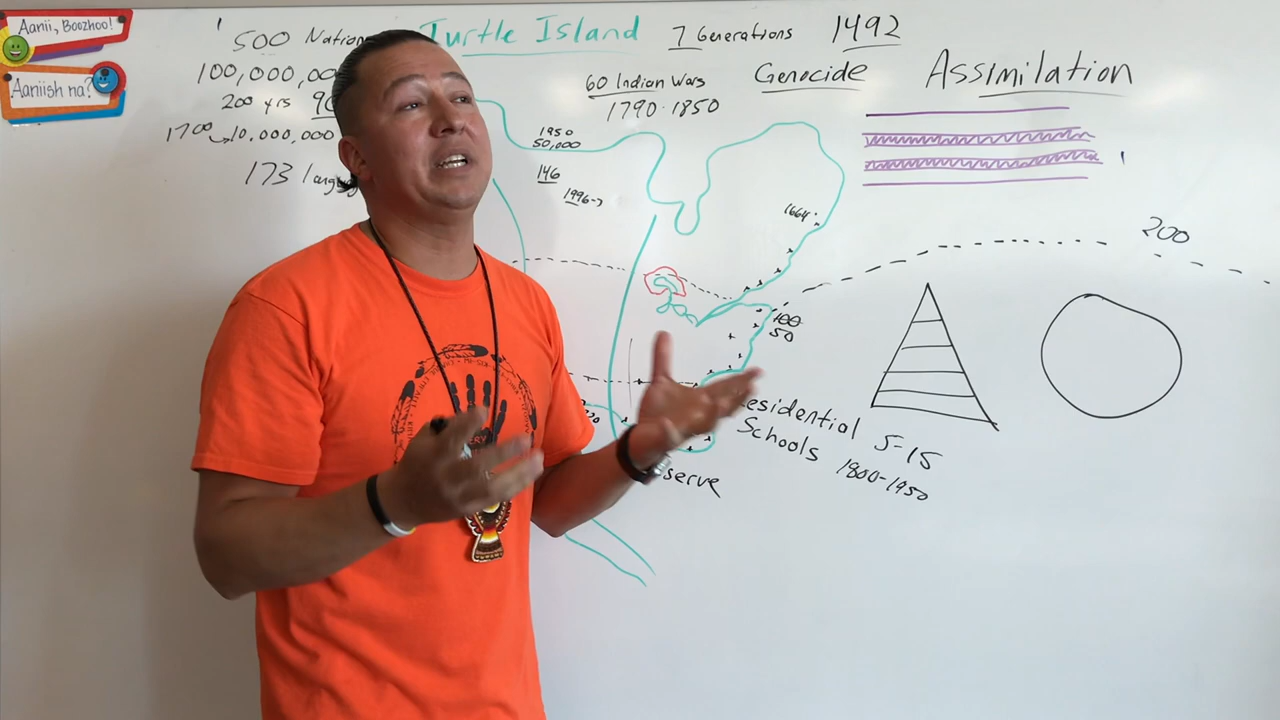 Aanii, Boozhoo!
Aaniish na?
500 Nation
Turtle Island
7 Generations
1492
100,000,00
200 yrs 90
1700 10.000,000
173 langu
60 Indian Wars
1790-1850
Genocide
Assimilation
1950
50,000
146
1996->
1664
200
100
50
esidential
Schools
5-15
1800-1950
serve